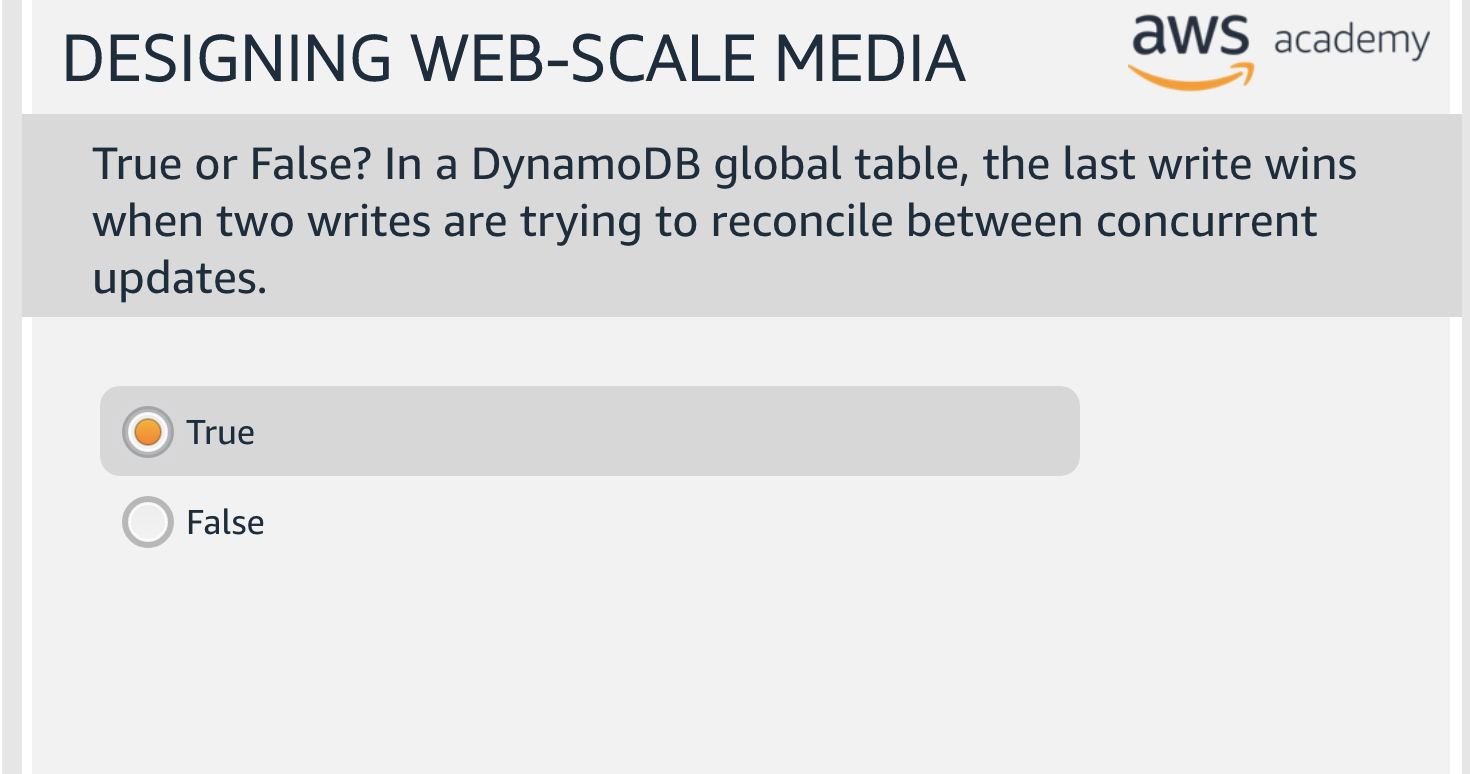 DESIGNING WEB-SCALE MEDIA
aws academy
True or False? In a DynamoDB global table, the last write wins
when two writes are trying to reconcile between concurrent
updates.
True
False